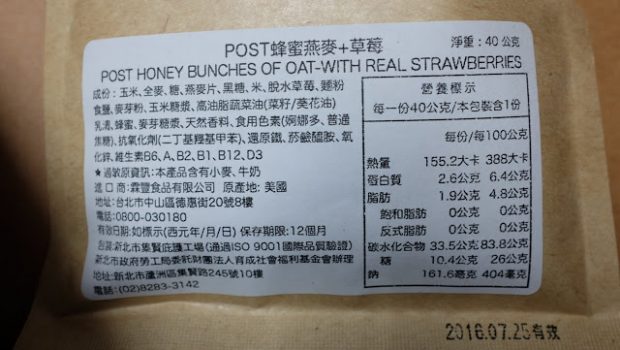 POST蜂蜜燕麥+草莓
淨重：40公克
POST HONEY BUNCHES OF OAT-WITH REAL STRAWBERRIES
成份：玉米、全麥、糖、燕麥片、黑糖、米、脫水草莓、麵粉
食鹽、麥芽粉、玉米糖漿、高油脂蔬菜油(菜籽/葵花油)
乳清、蜂蜜、麥芽糖漿、天然香料、食用色素(婀娜多、普通
焦糖)、抗氧化劑(二丁基羥基甲苯)、還原鐵、菸鹼醯胺、氧
化鋅、維生素B6、A、B2、B1、B12、D3
★過敏原資訊：本產品含有小麥、牛奶
進口商：霖豐食品有限公司 原產地：美國
地址：台北市中山區德惠街20號8樓
電話：0800-030180
有效日期：如標示(西元年/月/日) 保存期限：12個月
台灣新北市集賢庇護工場(通過ISO 9001國際品質驗證)
新北市政府勞工局委託財團法人育成社會福利基金會辦理
地址：新北市蘆洲區集賢路245號10樓
電話：(02)8283-3142
營養標示
每一份40公克/本包裝含1份
每份/每100公克
熱量 155.2大卡 388大卡
蛋白質 2.6公克 6.4公克
脂肪 1.9公克 4.8公克
飽和脂肪 0公克 0公克
反式脂肪 0公克 0公克
碳水化合物 33.5公克 83.8公克
糖 10.4公克 26公克
鈉 161.6毫克 404毫克
2016.07.25有效